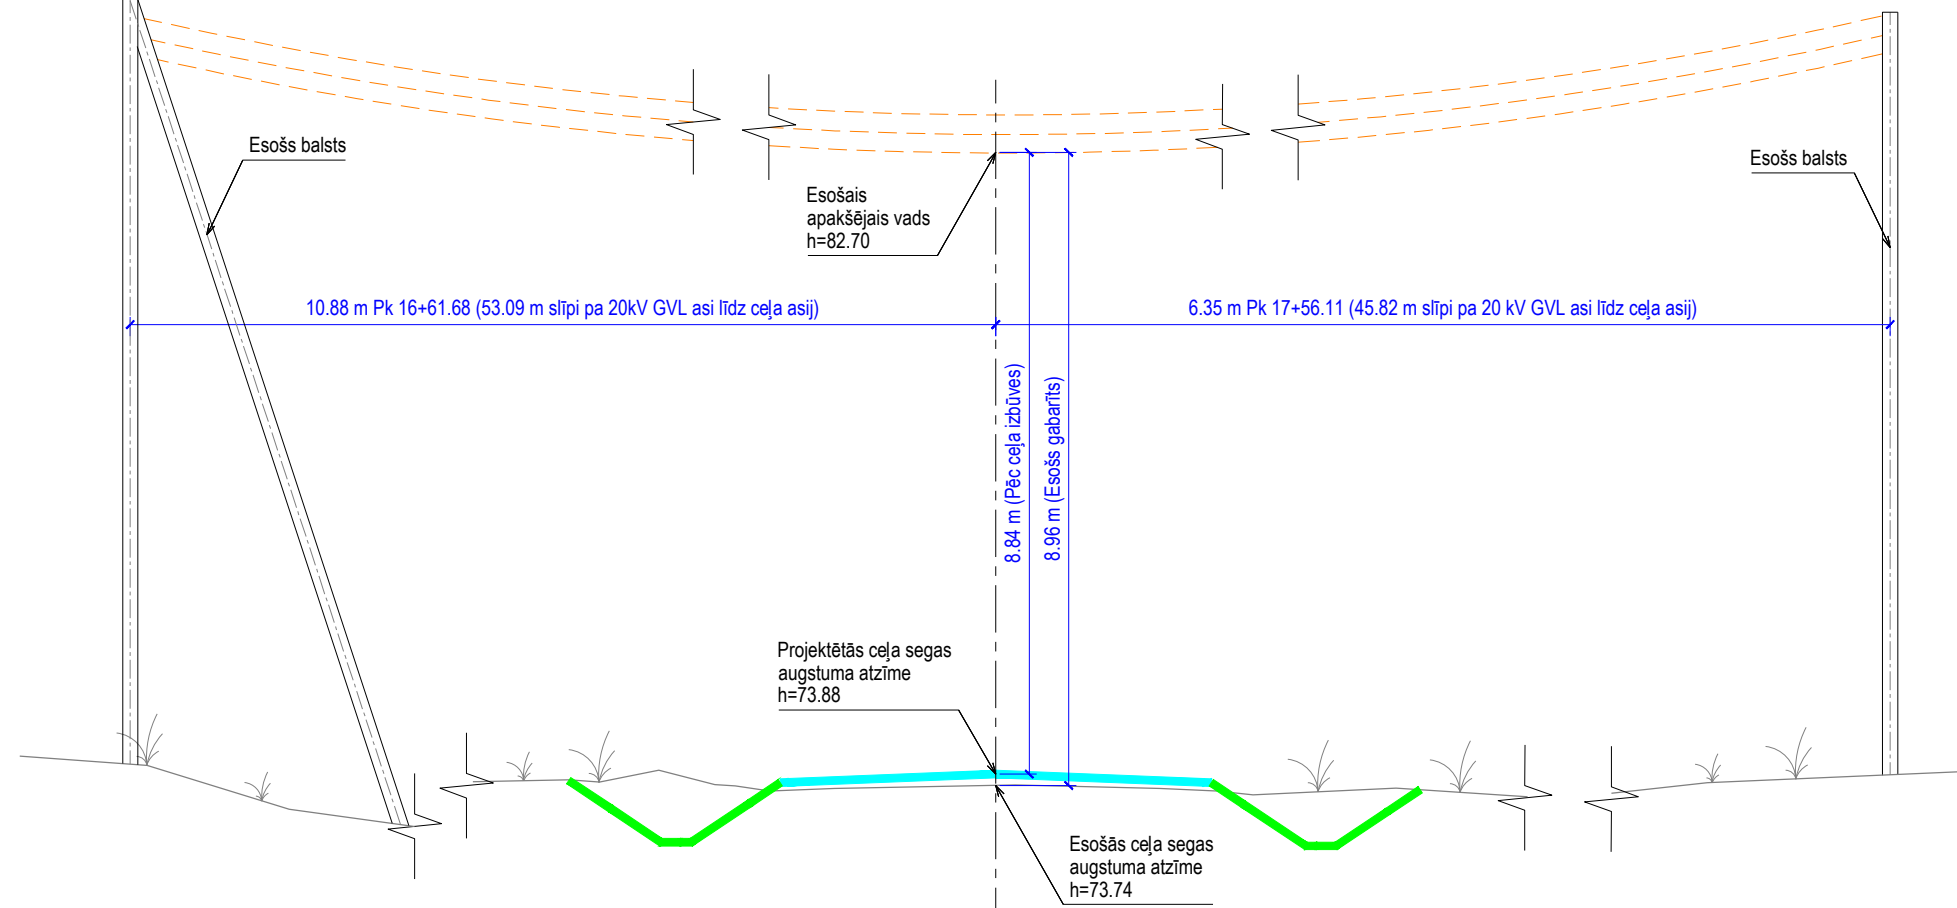 Esošs balsts
Esošs balsts
Esošais
apakšējais vads
h=82.70
10.88 m Pk 16+61.68 (53.09 m slīpi pa 20kV GVL asi līdz ceļa asij)
6.35 m Pk 17+56.11 (45.82 m slīpi pa 20 kV GVL asi līdz ceļa asij)
8.84 m (Pēc ceļa izbūves)
8.96 m (Esošs gabarīts)
Projektētās ceļa segas
augstuma atzīme
h=73.88
Esošās ceļa segas
augstuma atzīme
h=73.74